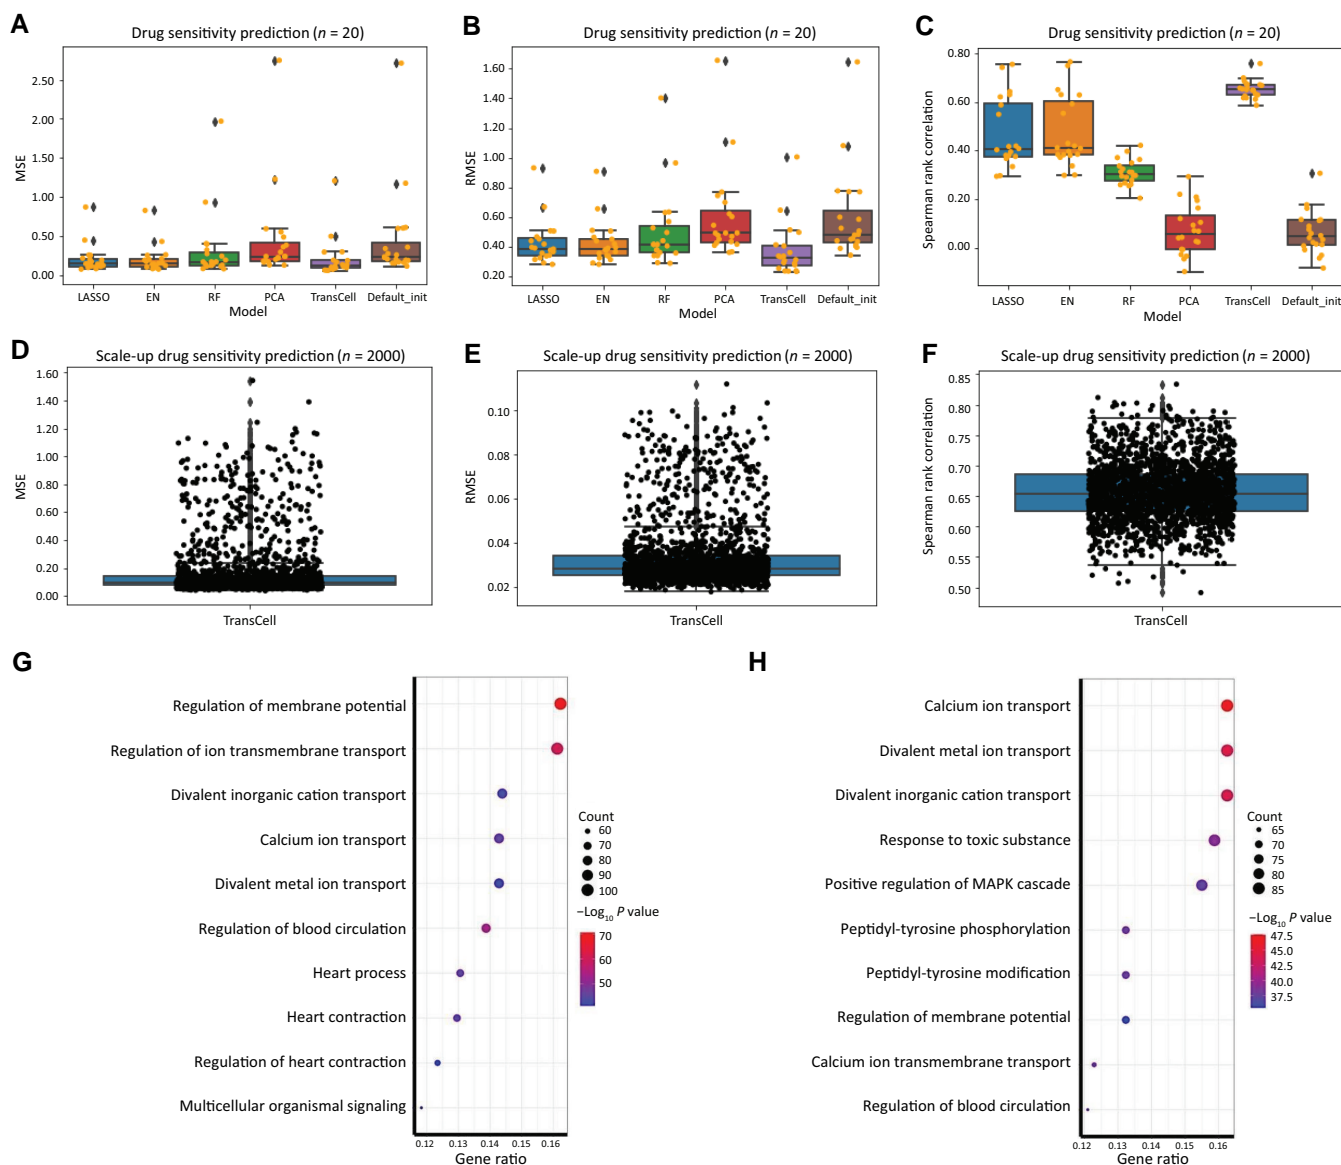 A
Drug sensitivity prediction (n = 20)
MSE
2.50
2.00
1.50
1.00
0.50
0.00
LASSO EN RF PCA TransCell Default_init
Model
B
Drug sensitivity prediction (n = 20)
RMSE
1.60
1.40
1.20
1.00
0.80
0.60
0.40
0.20
LASSO EN RF PCA TransCell Default_init
Model
C
Drug sensitivity prediction (n = 20)
Spearman rank correlation
0.80
0.60
0.40
0.20
0.00
LASSO EN RF PCA TransCell Default_init
Model
D
Scale-up drug sensitivity prediction (n = 2000)
MSE
1.60
1.40
1.20
1.00
0.80
0.60
0.40
0.20
0.00
TransCell
E
Scale-up drug sensitivity prediction (n = 2000)
RMSE
0.10
0.08
0.06
0.04
0.02
TransCell
F
Scale-up drug sensitivity prediction (n = 2000)
Spearman rank correlation
0.85
0.80
0.75
0.70
0.65
0.60
0.55
0.50
TransCell
G
Regulation of membrane potential
Regulation of ion transmembrane transport
Divalent inorganic cation transport
Calcium ion transport
Divalent metal ion transport
Regulation of blood circulation
Heart process
Heart contraction
Regulation of heart contraction
Multicellular organismal signaling
0.12 0.13 0.14 0.15 0.16
Gene ratio
Count
60
70
80
90
100
−Log10 P value
70
60
50
H
Calcium ion transport
Divalent metal ion transport
Divalent inorganic cation transport
Response to toxic substance
Positive regulation of MAPK cascade
Peptidyl-tyrosine phosphorylation
Peptidyl-tyrosine modification
Regulation of membrane potential
Calcium ion transmembrane transport
Regulation of blood circulation
0.12 0.13 0.14 0.15 0.16
Gene ratio
Count
65
70
75
80
85
−Log10 P value
47.5
45.0
42.5
40.0
37.5